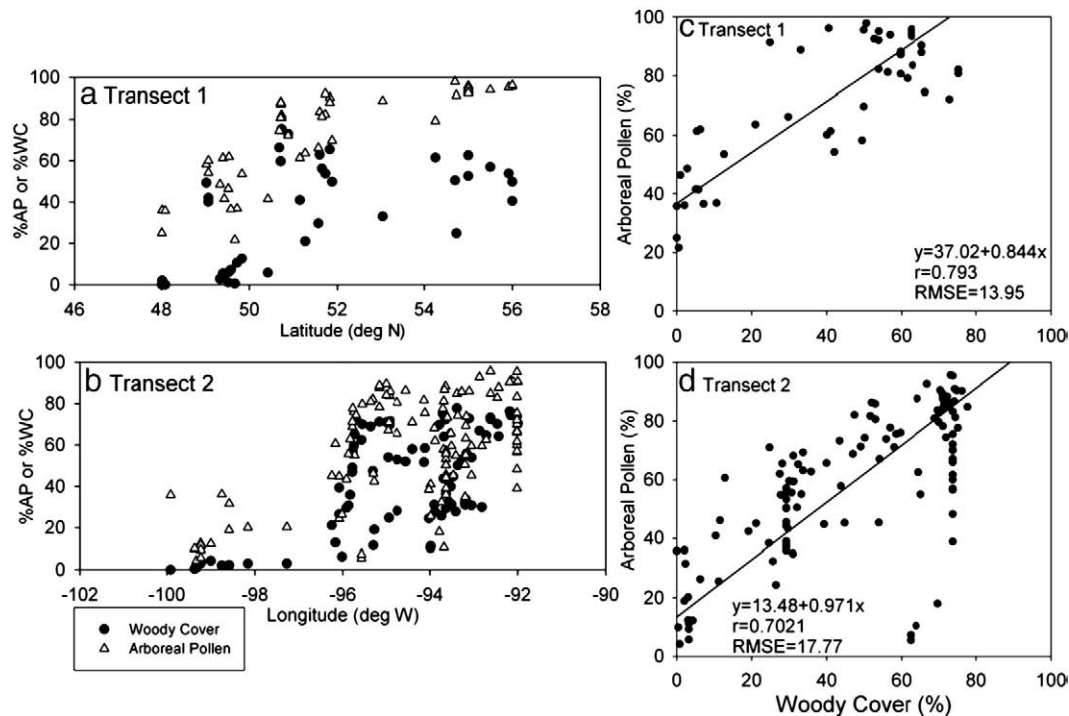 a Transect 1
%AP or %WC
100
80
60
40
20
0
46 48 50 52 54 56 58
Latitude (deg N)
b Transect 2
%AP or %WC
100
80
60
40
20
0
-102 -100 -98 -96 -94 -92 -90
Longitude (deg W)
Woody Cover
Arboreal Pollen
c Transect 1
Arboreal Pollen (%)
100
80
60
40
20
0
y=37.02+0.844x
r=0.793
RMSE=13.95
0 20 40 60 80 100
d Transect 2
Arboreal Pollen (%)
100
80
60
40
20
0
y=13.48+0.971x
r=0.7021
RMSE=17.77
0 20 40 60 80 100
Woody Cover (%)